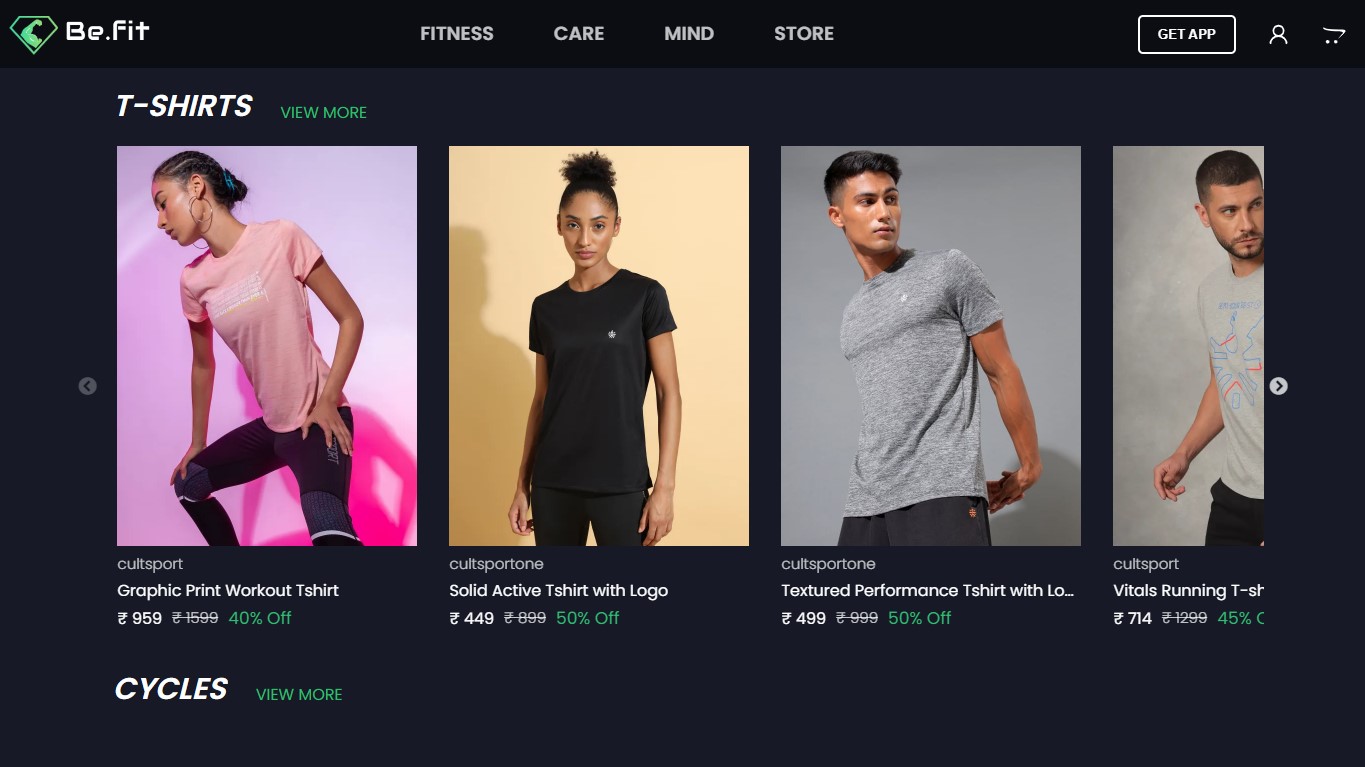 Be.Fit
FITNESS
CARE
MIND
STORE
GET APP
T-SHIRTS
VIEW MORE
cultsport
Graphic Print Workout Tshirt
₹ 959 ₹ 1599 40% Off
cultsportone
Solid Active Tshirt with Logo
₹ 449 ₹ 899 50% Off
cultsportone
Textured Performance Tshirt with Lo...
₹ 499 ₹ 999 50% Off
cultsport
Vitals Running T-sh
₹ 714 ₹ 1299 45%
CYCLES
VIEW MORE